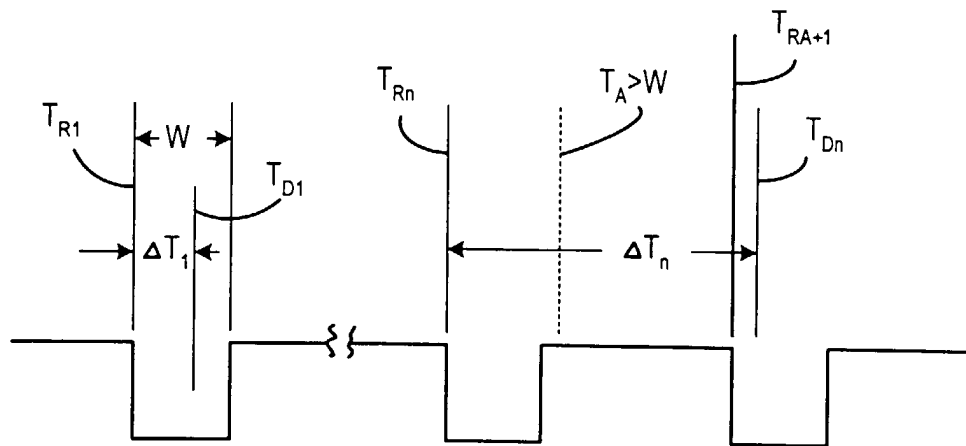 T_R1
W
T_D1
ΔT_1
T_Rn
T_A>W
T_RA+1
T_Dn
ΔT_n